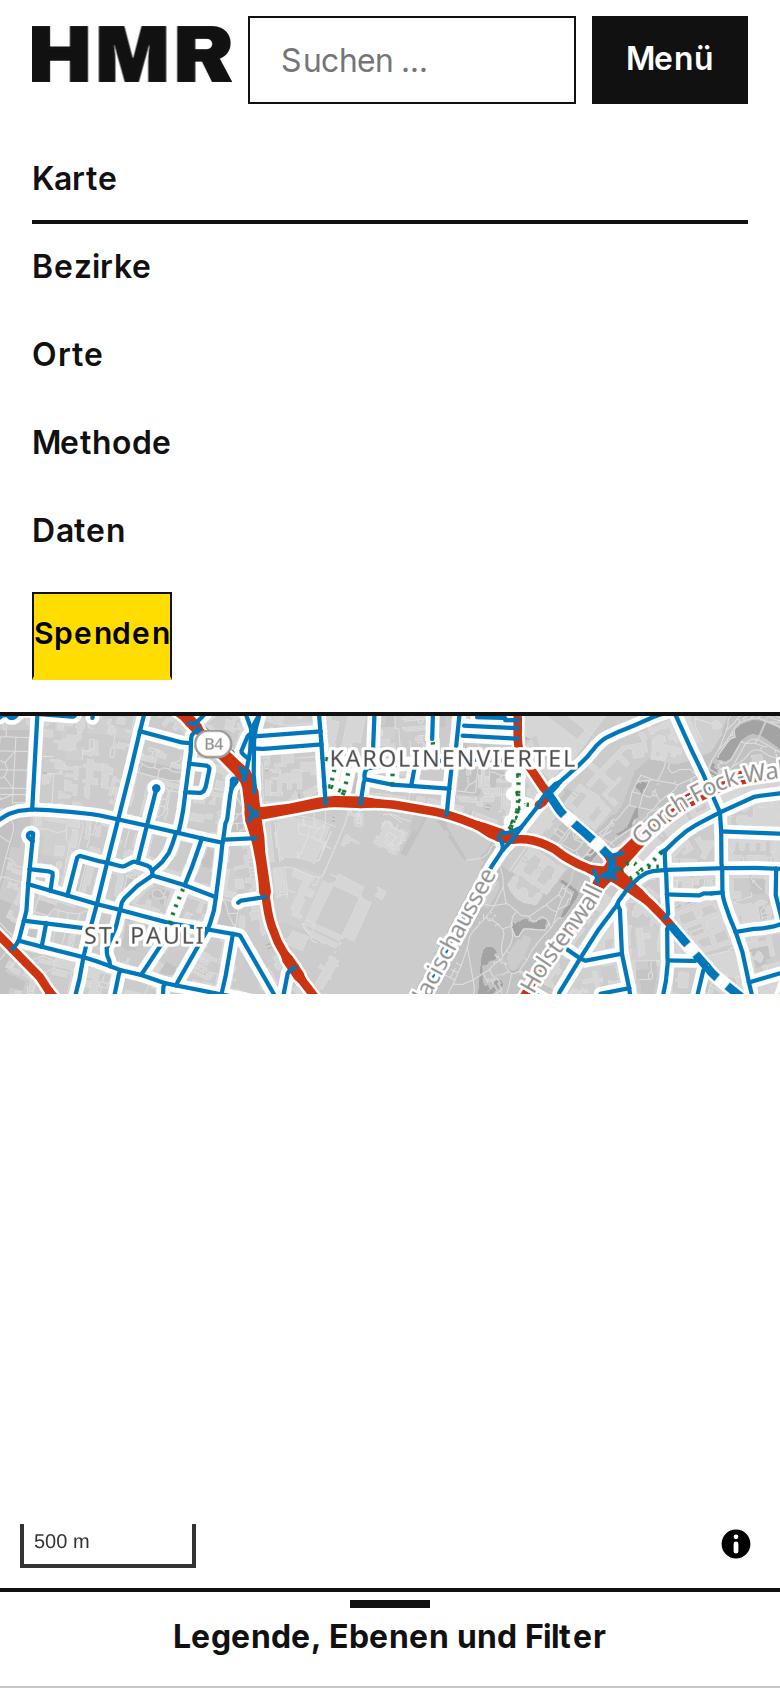 HMR
Suchen ...
Menü
Karte
Bezirke
Orte
Methode
Daten
Spenden
B4
KAROLINENVIERTEL
Gorch-Fock-Wal
ST. PAULI
lacischaussee
Holstenwall
500 m
Legende, Ebenen und Filter